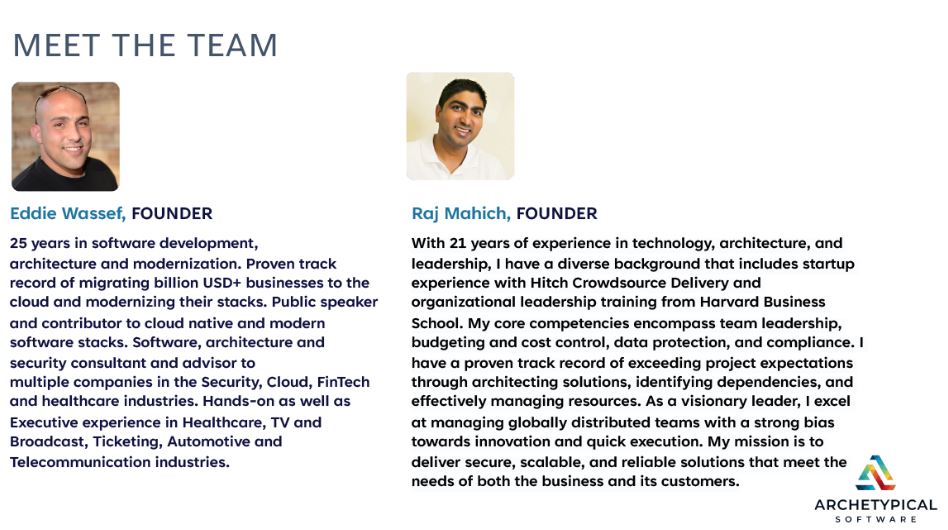 MEET THE TEAM
Eddie Wassef, FOUNDER
25 years in software development,
architecture and modernization. Proven track
record of migrating billion USD+ businesses to the
cloud and modernizing their stacks. Public speaker
and contributor to cloud native and modern
software stacks. Software, architecture and
security consultant and advisor to
multiple companies in the Security, Cloud, FinTech
and healthcare industries. Hands-on as well as
Executive experience in Healthcare, TV and
Broadcast, Ticketing, Automotive and
Telecommunication industries.
Raj Mahich, FOUNDER
With 21 years of experience in technology, architecture, and
leadership, I have a diverse background that includes startup
experience with Hitch Crowdsource Delivery and
organizational leadership training from Harvard Business
School. My core competencies encompass team leadership,
budgeting and cost control, data protection, and compliance. I
have a proven track record of exceeding project expectations
through architecting solutions, identifying dependencies, and
effectively managing resources. As a visionary leader, I excel
at managing globally distributed teams with a strong bias
towards innovation and quick execution. My mission is to
deliver secure, scalable, and reliable solutions that meet the
needs of both the business and its customers.
ARCHETYPICAL
SOFTWARE